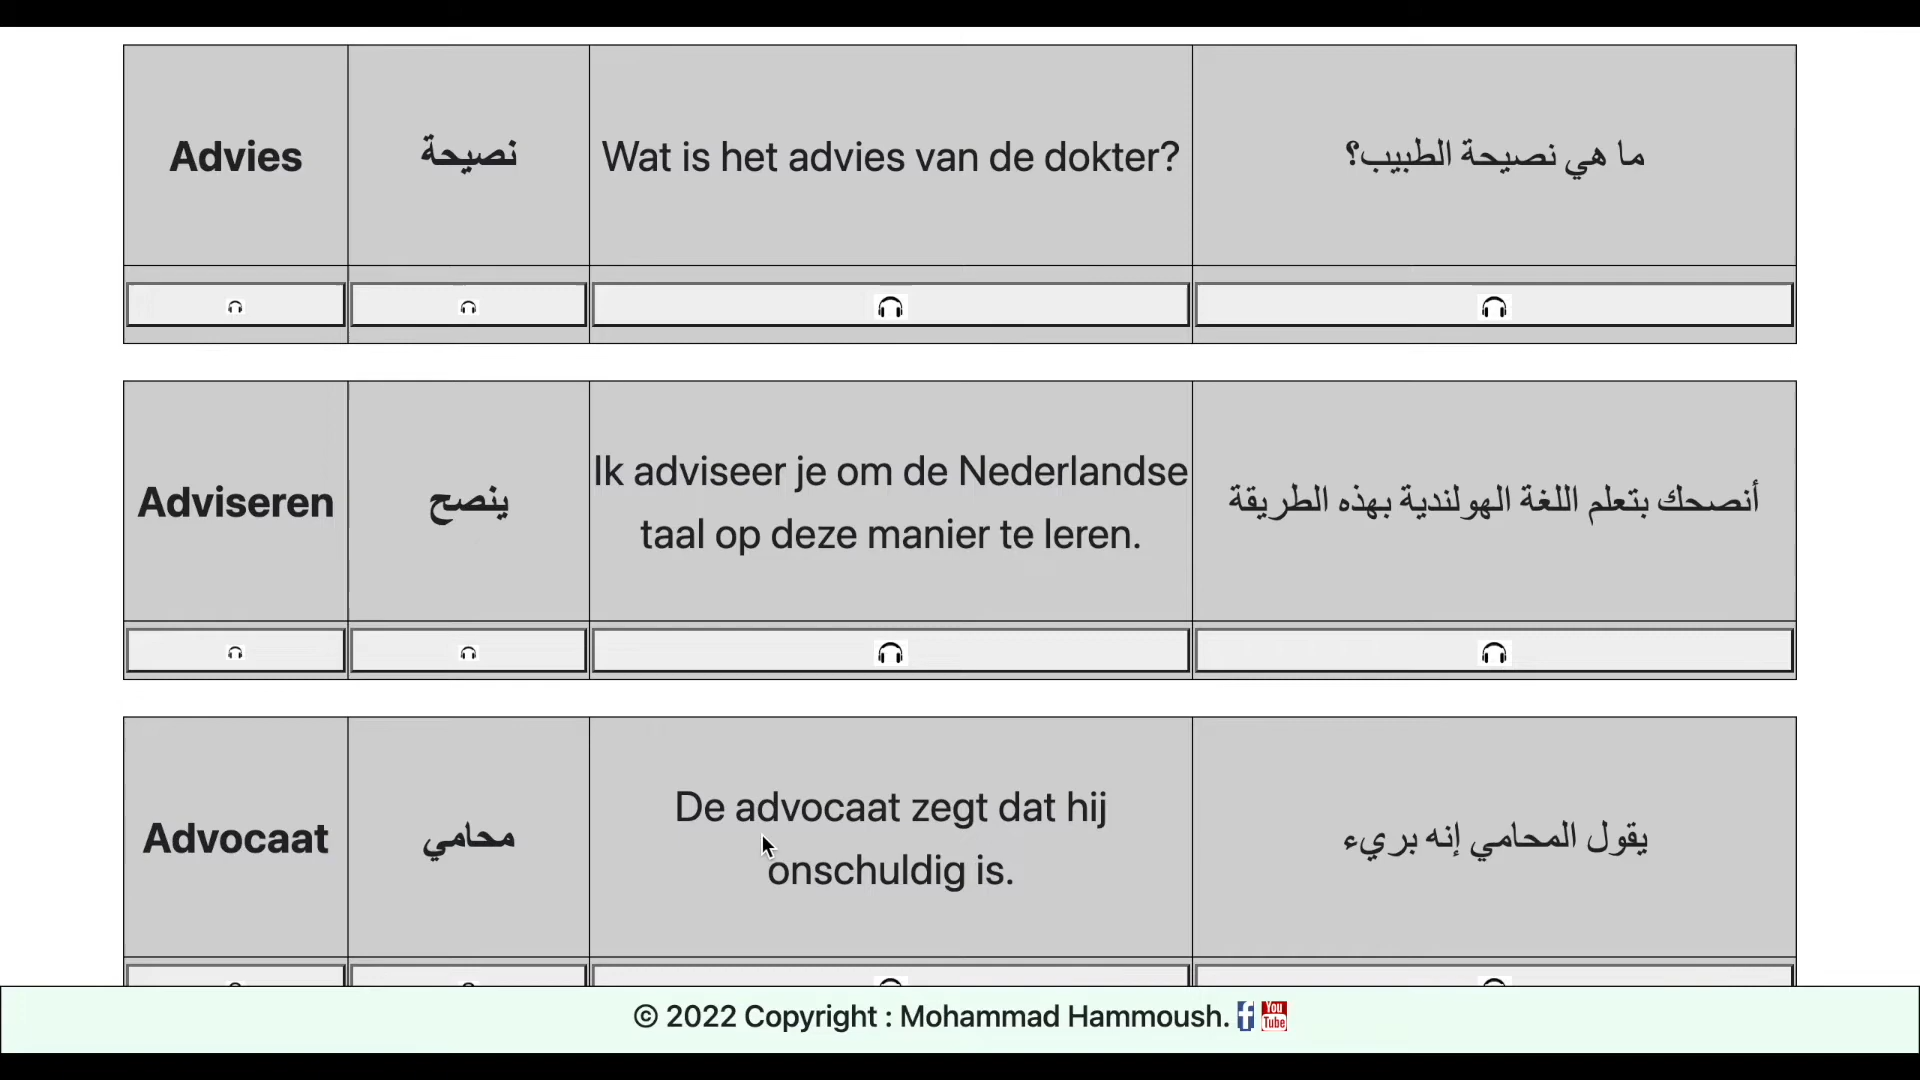 Advies
نصيحة
Wat is het advies van de dokter?
ما هي نصيحة الطبيب؟
Adviseren
ينصح
Ik adviseer je om de Nederlandse
taal op deze manier te leren.
أنصحك بتعلم اللغة الهولندية بهذه الطريقة
Advocaat
محامي
De advocaat zegt dat hij
onschuldig is.
يقول المحامي إنه بريء
© 2022 Copyright : Mohammad Hammoush. f You
Tube